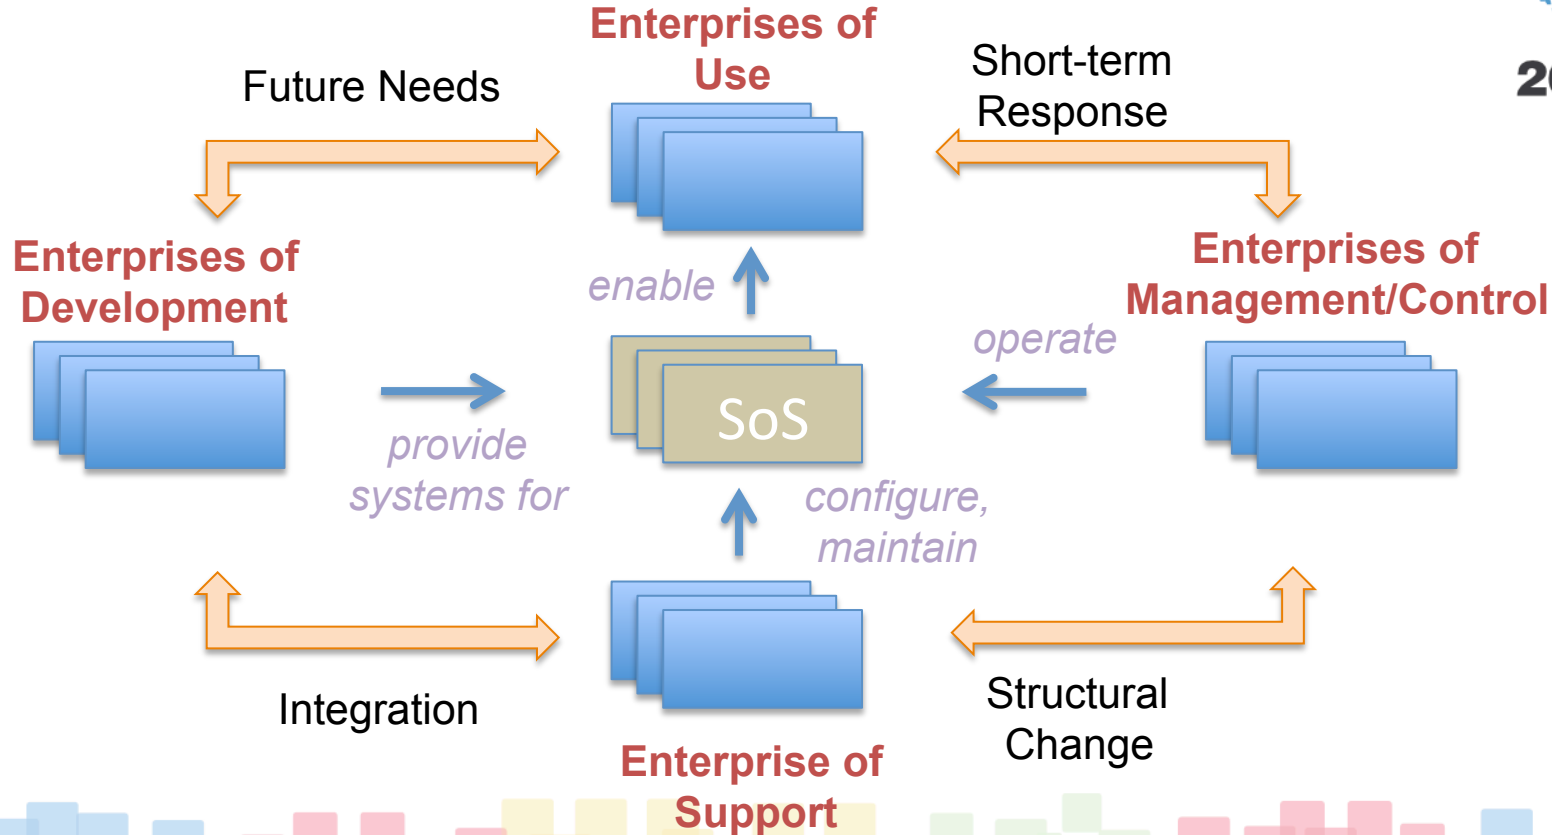 Enterprises of
Use
Future Needs
Short-term
Response
Enterprises of
Development
Enterprises of
Management/Control
enable
operate
SoS
provide
systems for
configure,
maintain
Integration
Structural
Change
Enterprise of
Support